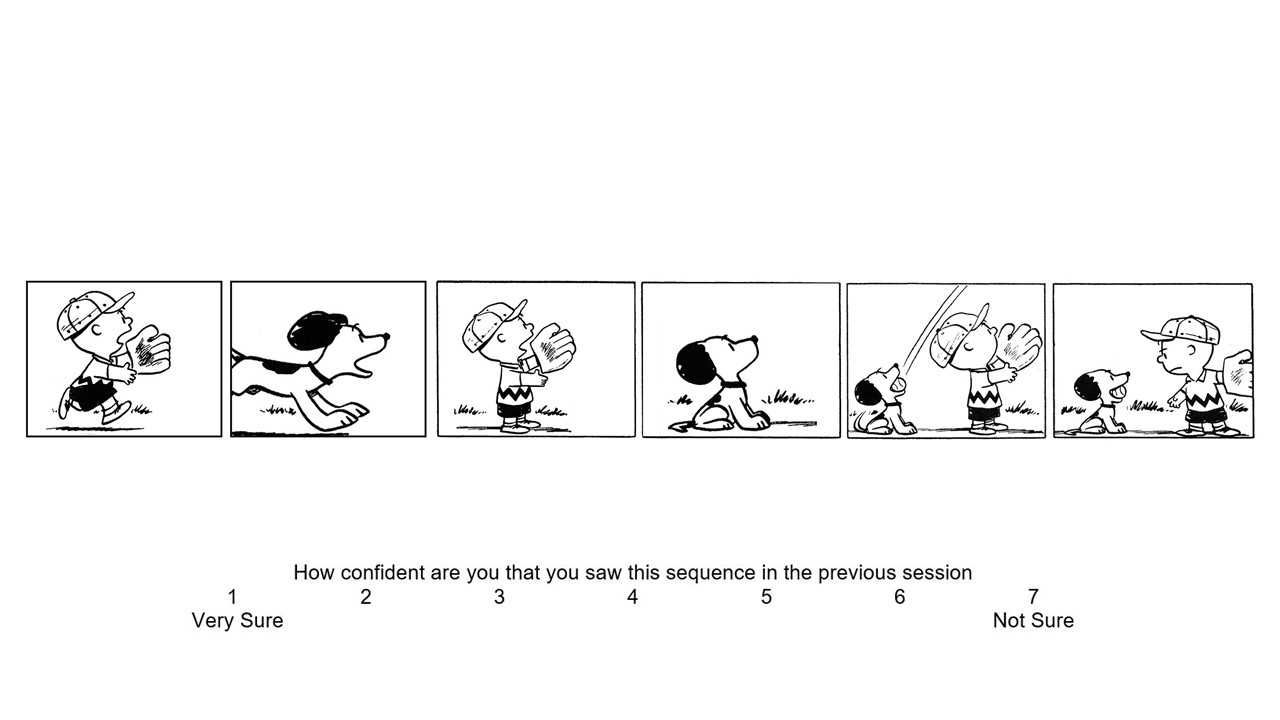 How confident are you that you saw this sequence in the previous session
1 2 3 4 5 6 7
Very Sure Not Sure